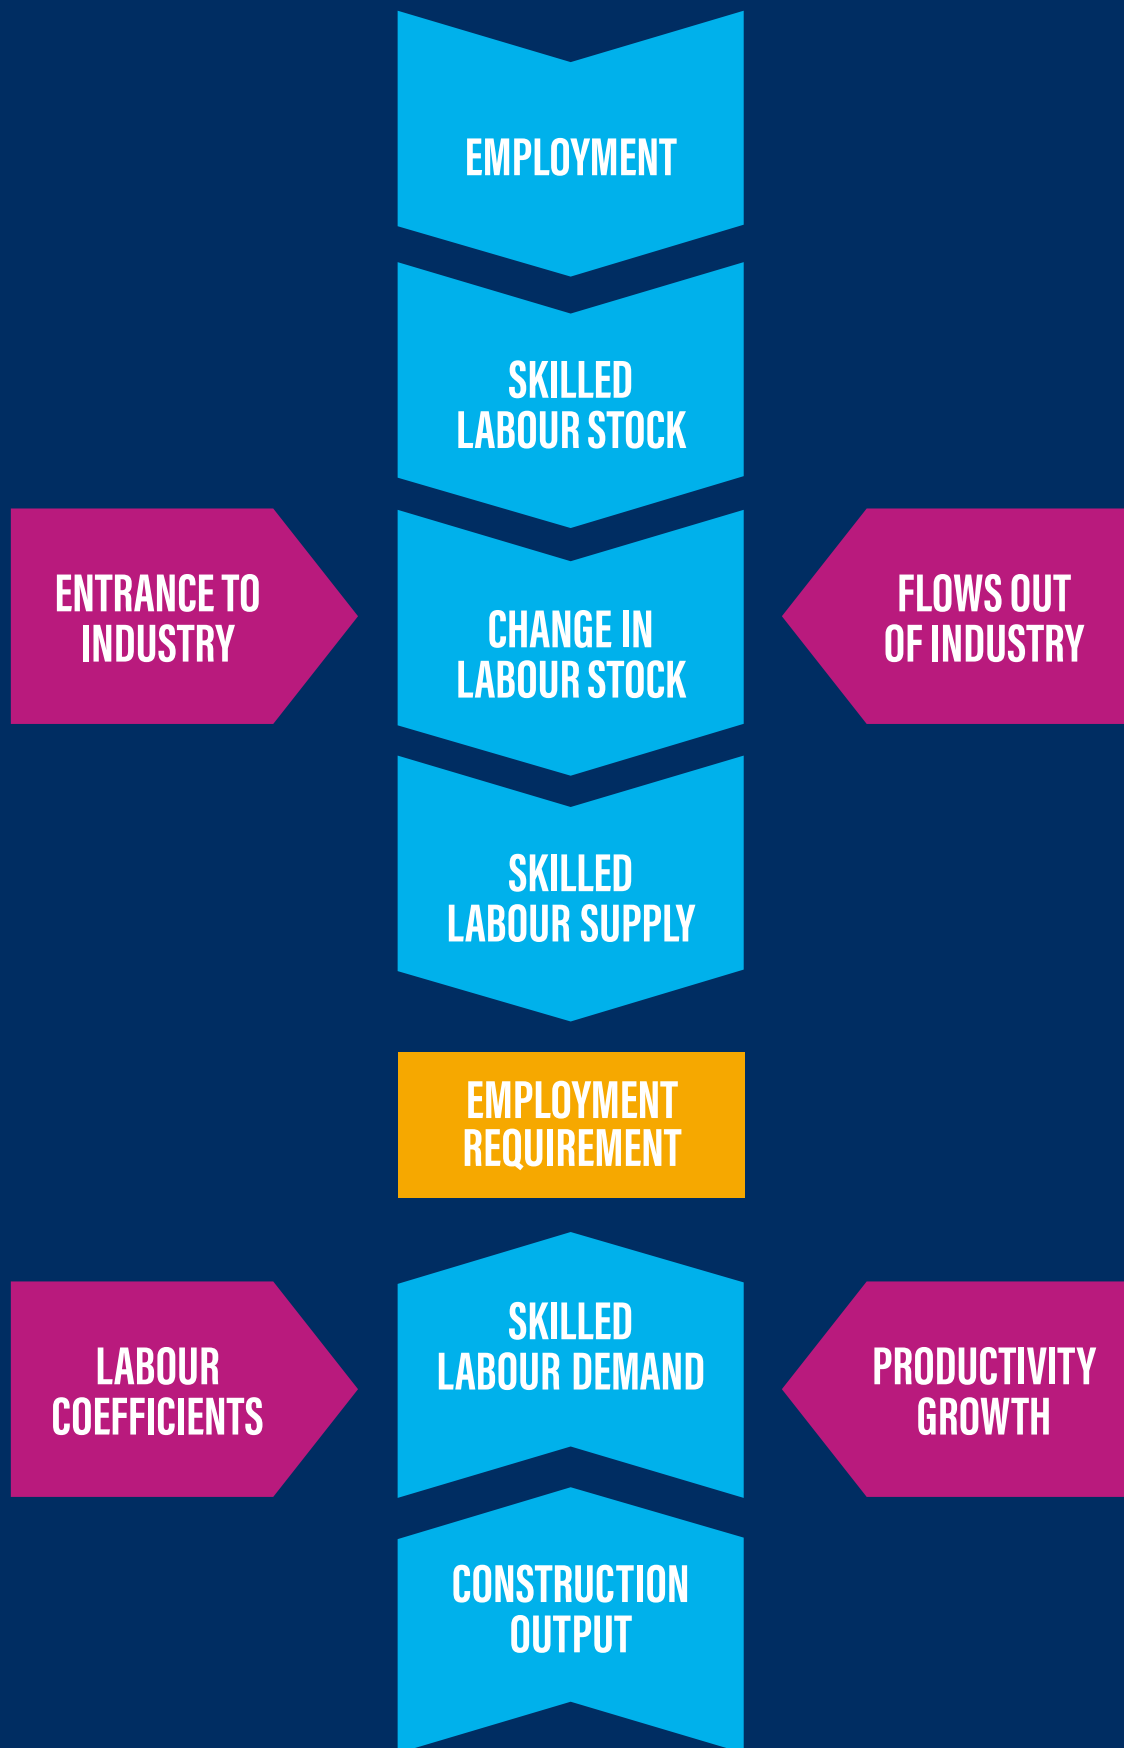 EMPLOYMENT
SKILLED
LABOUR STOCK
ENTRANCE TO
INDUSTRY
CHANGE IN
LABOUR STOCK
FLOWS OUT
OF INDUSTRY
SKILLED
LABOUR SUPPLY
EMPLOYMENT
REQUIREMENT
LABOUR
COEFFICIENTS
SKILLED
LABOUR DEMAND
PRODUCTIVITY
GROWTH
CONSTRUCTION
OUTPUT